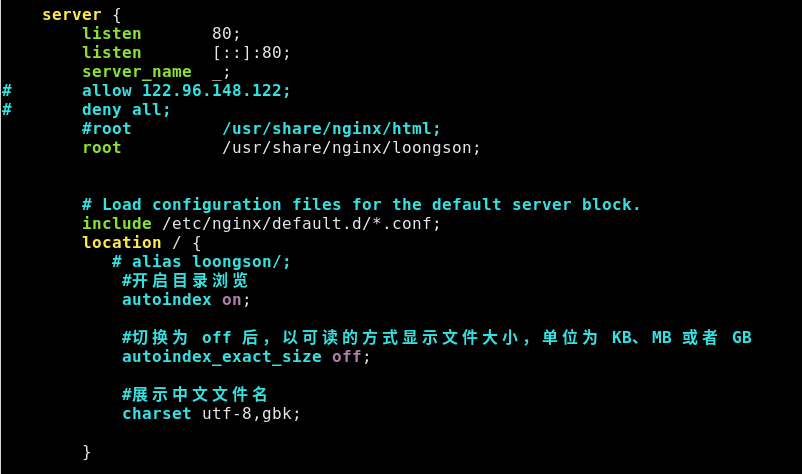 server {
listen       80;
listen       [::]:80;
server_name  _;
#       allow 122.96.148.122;
#       deny all;
#root         /usr/share/nginx/html;
root          /usr/share/nginx/loongson;
# Load configuration files for the default server block.
include /etc/nginx/default.d/*.conf;
location / {
# alias loongson/;
#开启目录浏览
autoindex on;
#切换为 off 后，以可读的方式显示文件大小，单位为 KB、MB 或者 GB
autoindex_exact_size off;
#展示中文文件名
charset utf-8,gbk;
}